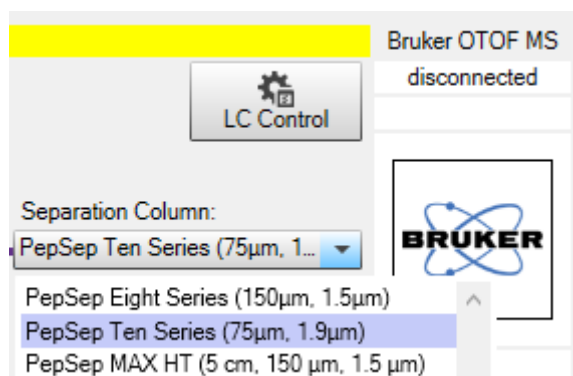 Bruker OTOF MS
disconnected
LC Control
Separation Column:
PepSep Ten Series (75µm, 1...
BRUKER
PepSep Eight Series (150µm, 1.5µm)
PepSep Ten Series (75µm, 1.9µm)
PepSep MAX HT (5 cm, 150 µm, 1.5 µm)